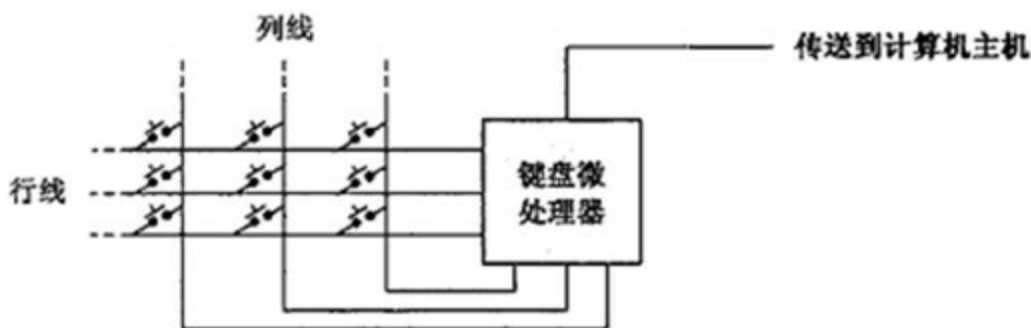 列线
传送到计算机主机
行线
键盘微
处理器